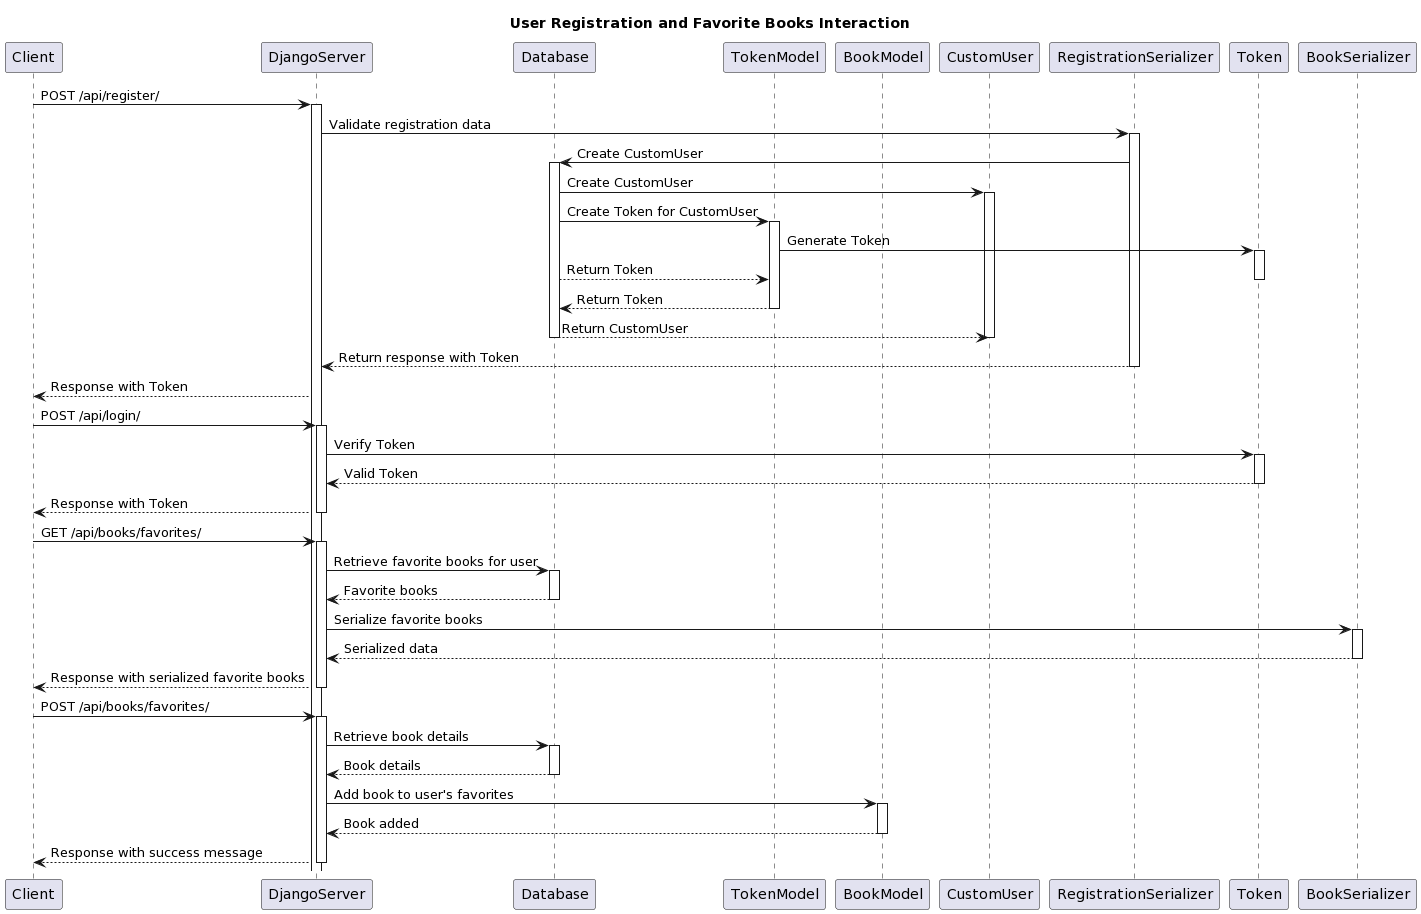 User Registration and Favorite Books Interaction
Client DjangoServer Database TokenModel BookModel CustomUser RegistrationSerializer Token BookSerializer
POST /api/register/
Validate registration data
Create CustomUser
Create CustomUser
Create Token for CustomUser
Generate Token
Return Token
Return Token
Return CustomUser
Return response with Token
Response with Token
POST /api/login/
Verify Token
Valid Token
Response with Token
GET /api/books/favorites/
Retrieve favorite books for user
Favorite books
Serialize favorite books
Serialized data
Response with serialized favorite books
POST /api/books/favorites/
Retrieve book details
Book details
Add book to user's favorites
Book added
Response with success message
Client DjangoServer Database TokenModel BookModel CustomUser RegistrationSerializer Token BookSerializer